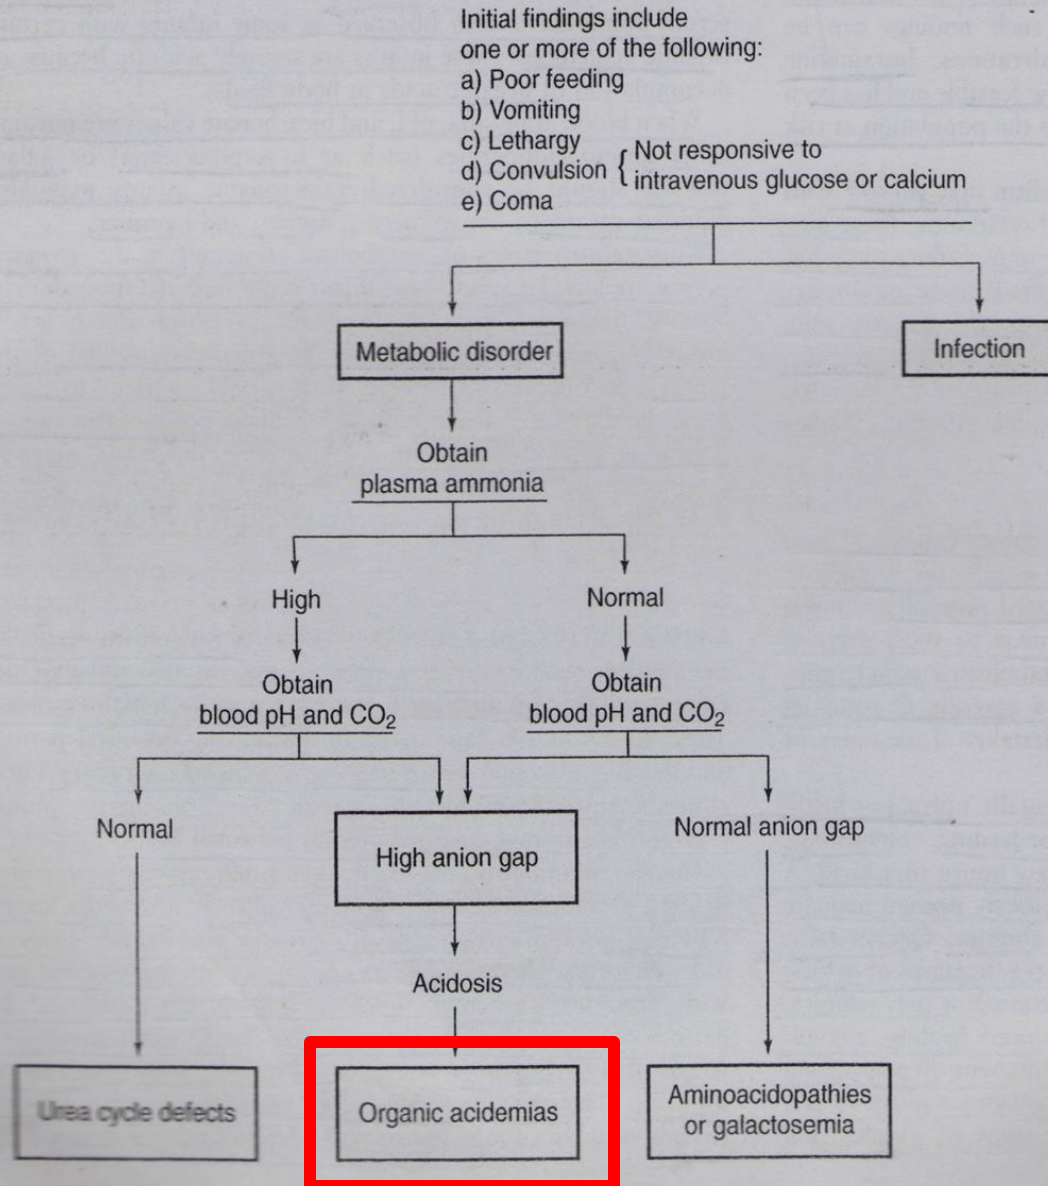 Initial findings include
one or more of the following:
a) Poor feeding
b) Vomiting
c) Lethargy
d) Convulsion { Not responsive to
intravenous glucose or calcium
e) Coma
Metabolic disorder
Infection
Obtain
plasma ammonia
High
Normal
Obtain
blood pH and CO₂
Obtain
blood pH and CO₂
Normal
High anion gap
Normal anion gap
Acidosis
Urea cycle defects
Organic acidemias
Aminoacidopathies
or galactosemia